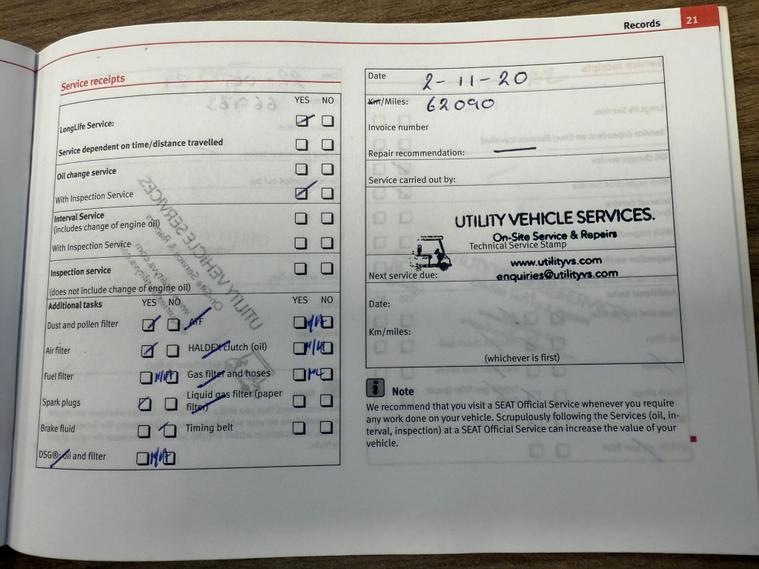 Records 21
Service receipts
YES NO
LongLife Service:
Service dependent on time/distance travelled
Oil change service
With Inspection Service
Interval Service
(includes change of engine oil)
With Inspection Service
Inspection service
(does not include change of engine oil)
Additional tasks YES NO YES NO
Dust and pollen filter ATF N/A
Air filter HALDEX clutch (oil) N/A
Fuel filter N/A Gas filter and hoses
Spark plugs Liquid gas filter (paper
filter)
Brake fluid Timing belt
DSG® oil and filter N/A
Date 2-11-20
Km/Miles: 62090
Invoice number
Repair recommendation: —
Service carried out by:
UTILITY VEHICLE SERVICES.
On-Site Service & Repairs
Technical Service Stamp
www.utilityvs.com
Next service due: enquiries@utilityvs.com
Date:
Km/miles:
(whichever is first)
i Note
We recommend that you visit a SEAT Official Service whenever you require
any work done on your vehicle. Scrupulously following the Services (oil, in-
terval, inspection) at a SEAT Official Service can increase the value of your
vehicle.